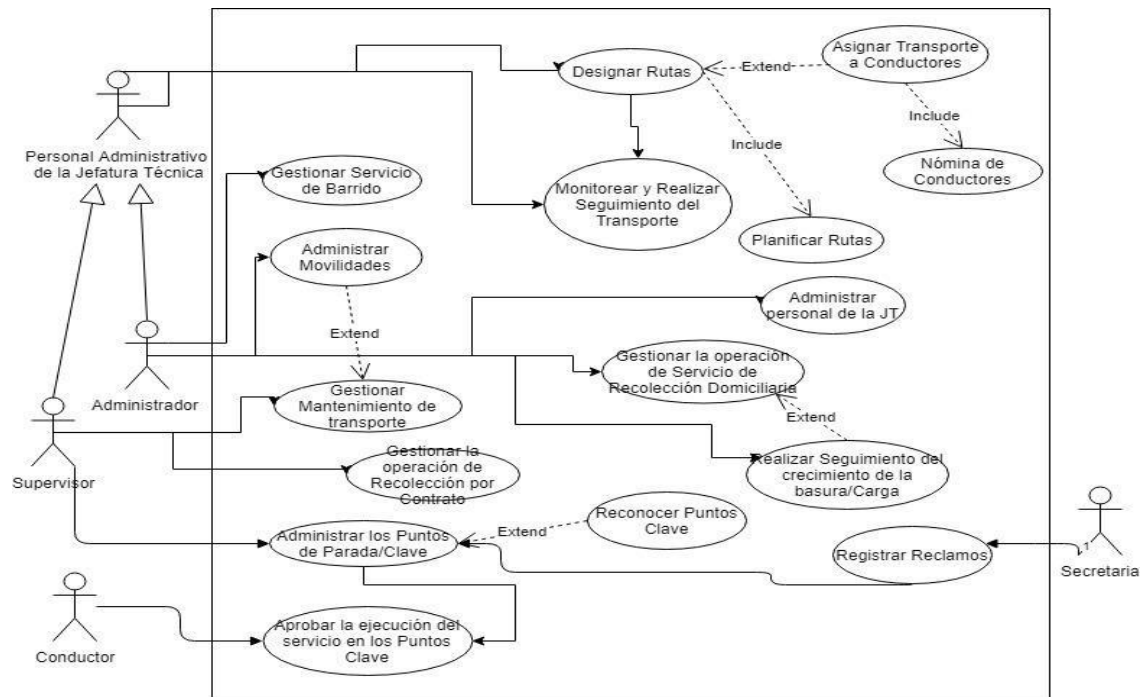 Asignar Transporte
a Conductores
Designar Rutas
Extend
Include
Include
Personal Administrativo
de la Jefatura Técnica
Nómina de
Conductores
Gestionar Servicio
de Barrido
Monitorear y Realizar
Seguimiento del
Transporte
Planificar Rutas
Administrar
Movilidades
Administrar
personal de la JT
Extend
Gestionar la operación
de Servicio de
Recolección Domiciliaria
Administrador
Gestionar
Mantenimiento de
transporte
Extend
Supervisor
Gestionar la
operación de
Recolección por
Contrato
Realizar Seguimiento del
crecimiento de la
basura/Carga
Reconocer Puntos
Clave
Extend
Administrar los Puntos
de Parada/Clave
Registrar Reclamos
1
Secretaria
Aprobar la ejecución del
servicio en los Puntos
Clave
Conductor